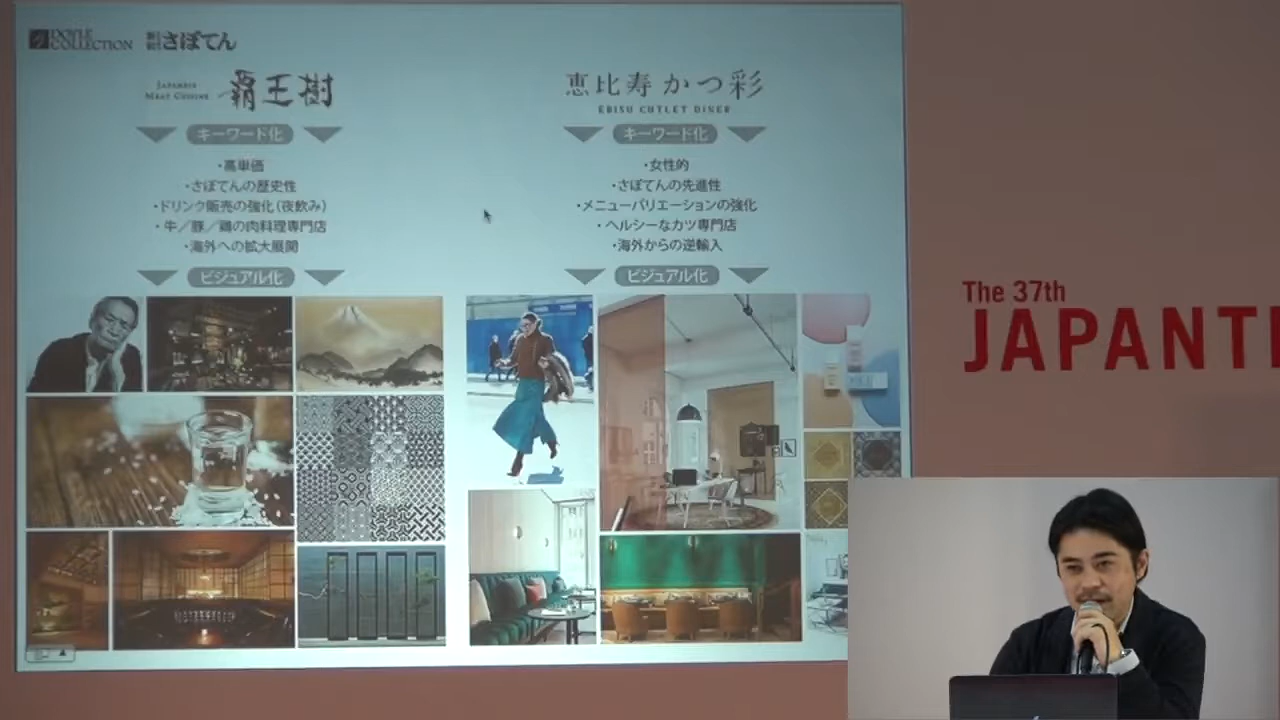 DOYLE
COLLECTION
さぼてん
JAPANESE
MEAT CUISINE
覇王樹
キーワード化
・高単価
・さぼてんの歴史性
・ドリンク販売の強化（夜飲み）
・牛／豚／鶏の肉料理専門店
・海外への拡大展開
ビジュアル化
恵比寿かつ彩
EBISU CUTLET DINER
キーワード化
・女性的
・さぼてんの先進性
・メニューバリエーションの強化
・ヘルシーなカツ専門店
・海外からの逆輸入
ビジュアル化
The 37th
JAPANT